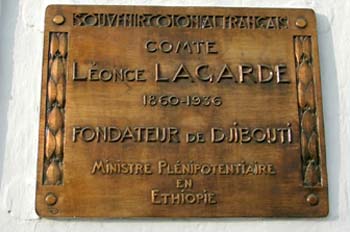 SOUVENIR COLONIAL FRANÇAIS
COMTE
LÉONCE LAGARDE
1860-1936
FONDATEUR DE DJIBOUTI
MINISTRE PLÉNIPOTENTIAIRE
EN
ETHIOPIE